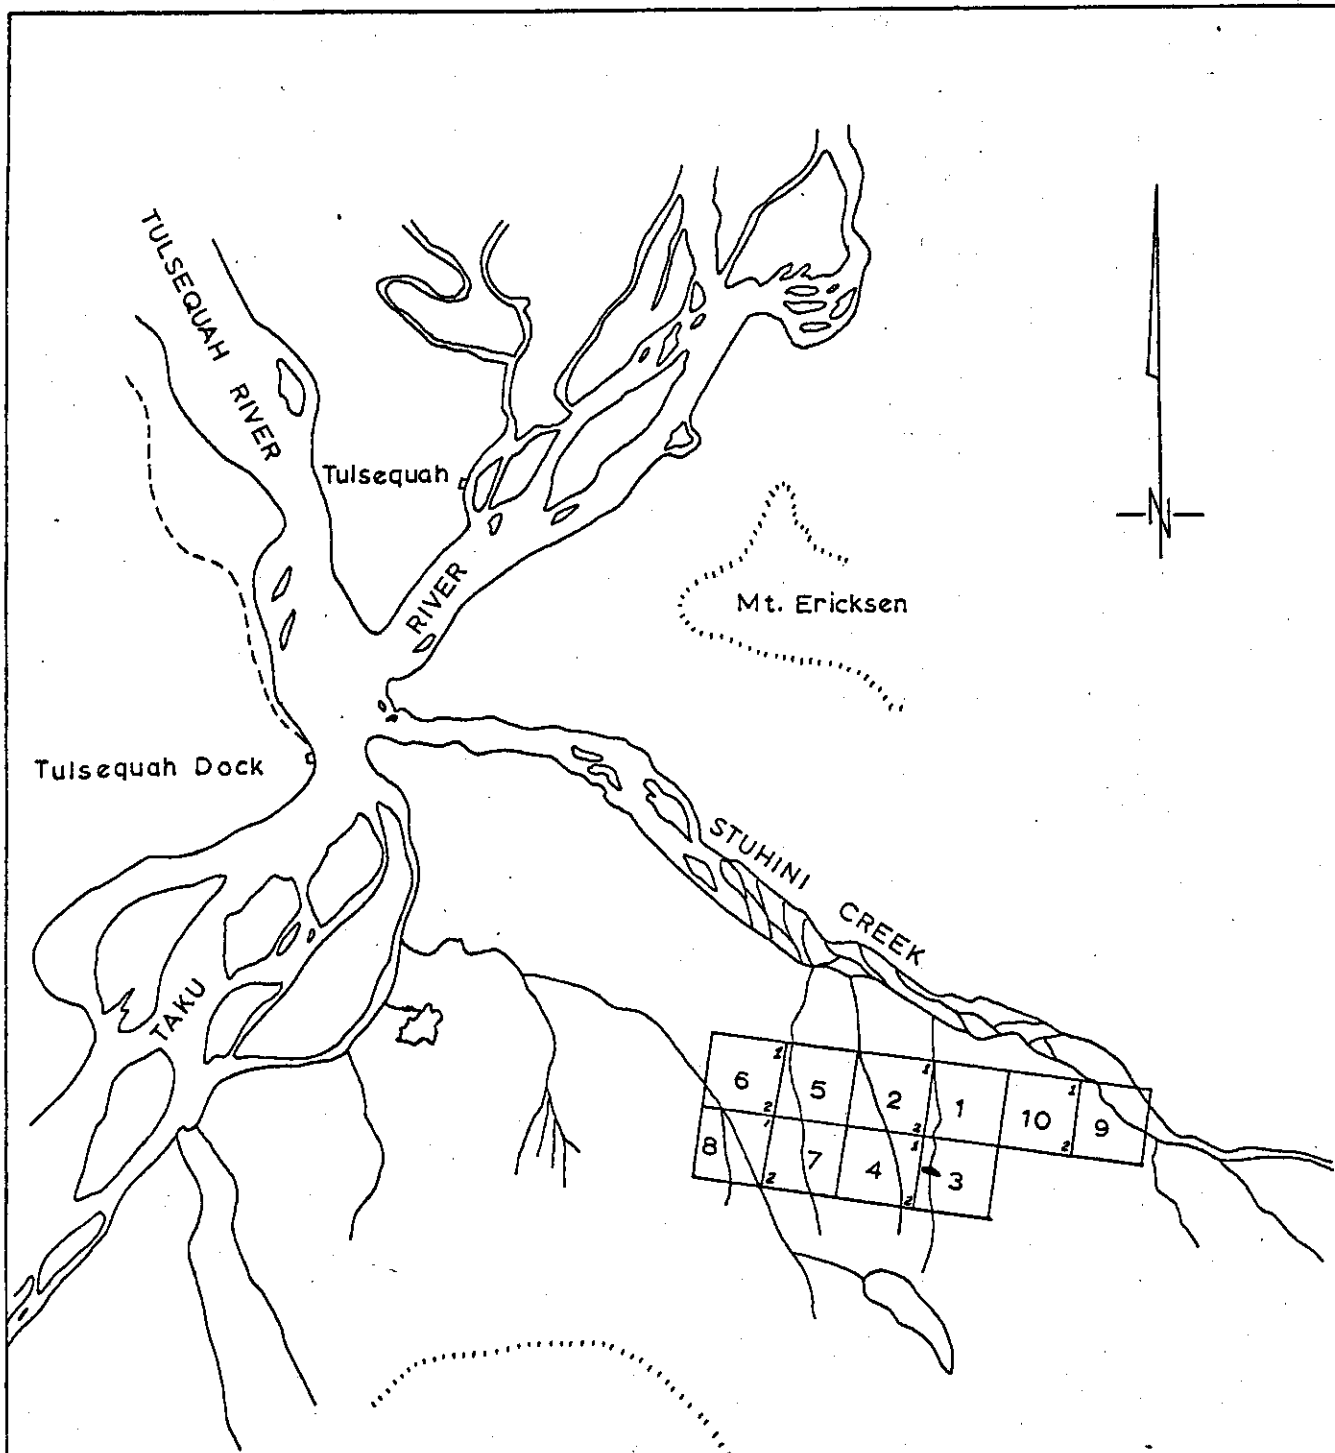 TULSEQUAH RIVER
Tulsequah
N
RIVER
Mt. Ericksen
Tulsequah Dock
STUHINI CREEK
TAKU
6 1 5 2 1 1 10 1 9
2 2 2
8 1 7 4 1 3
2 2